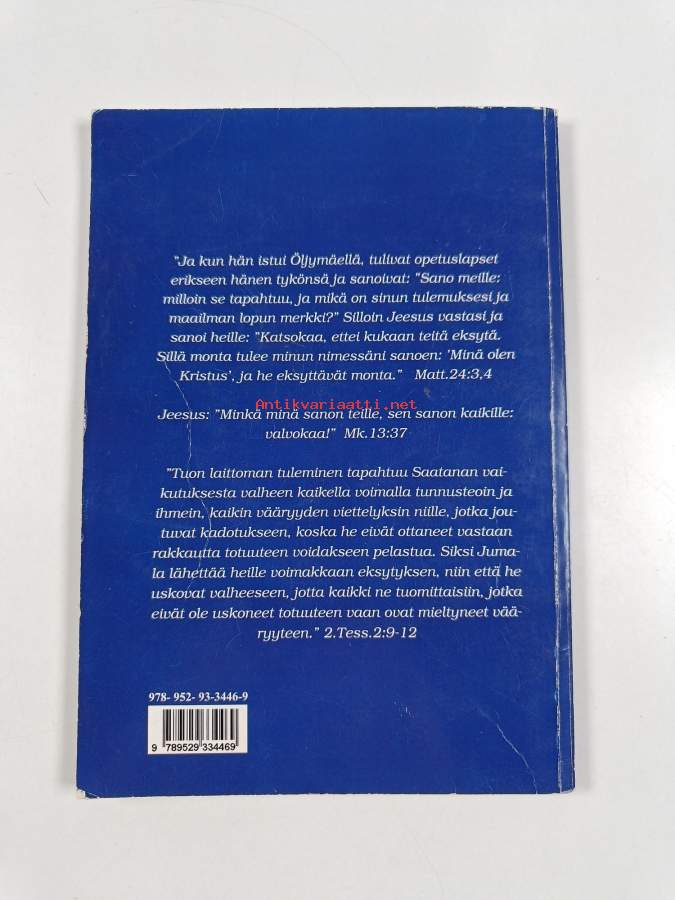 "Ja kun hän istui Öljymäellä, tulivat opetuslapset
erikseen hänen tykönsä ja sanoivat: "Sano meille:
milloin se tapahtuu, ja mikä on sinun tulemuksesi ja
maailman lopun merkki?" Silloin Jeesus vastasi ja
sanoi heille: "Katsokaa, ettei kukaan teitä eksytä.
Sillä monta tulee minun nimessäni sanoen: 'Minä olen
Kristus', ja he eksyttävät monta." Matt.24:3,4
Antikvariaatti.net
Jeesus: "Minkä minä sanon teille, sen sanon kaikille:
valvokaa!" Mk.13:37
"Tuon laittoman tuleminen tapahtuu Saatanan vai-
kutuksesta valheen kaikella voimalla tunnusteoin ja
ihmein, kaikin vääryyden viettelyksin niille, jotka jou-
tuvat kadotukseen, koska he eivät ottaneet vastaan
rakkautta totuuteen voidakseen pelastua. Siksi Juma-
la lähettää heille voimakkaan eksytyksen, niin että he
uskovat valheeseen, jotta kaikki ne tuomittaisiin, jotka
eivät ole uskoneet totuuteen vaan ovat mieltyneet vää-
ryyteen." 2.Tess.2:9-12
978- 952- 93-3446-9
9 789529 334469